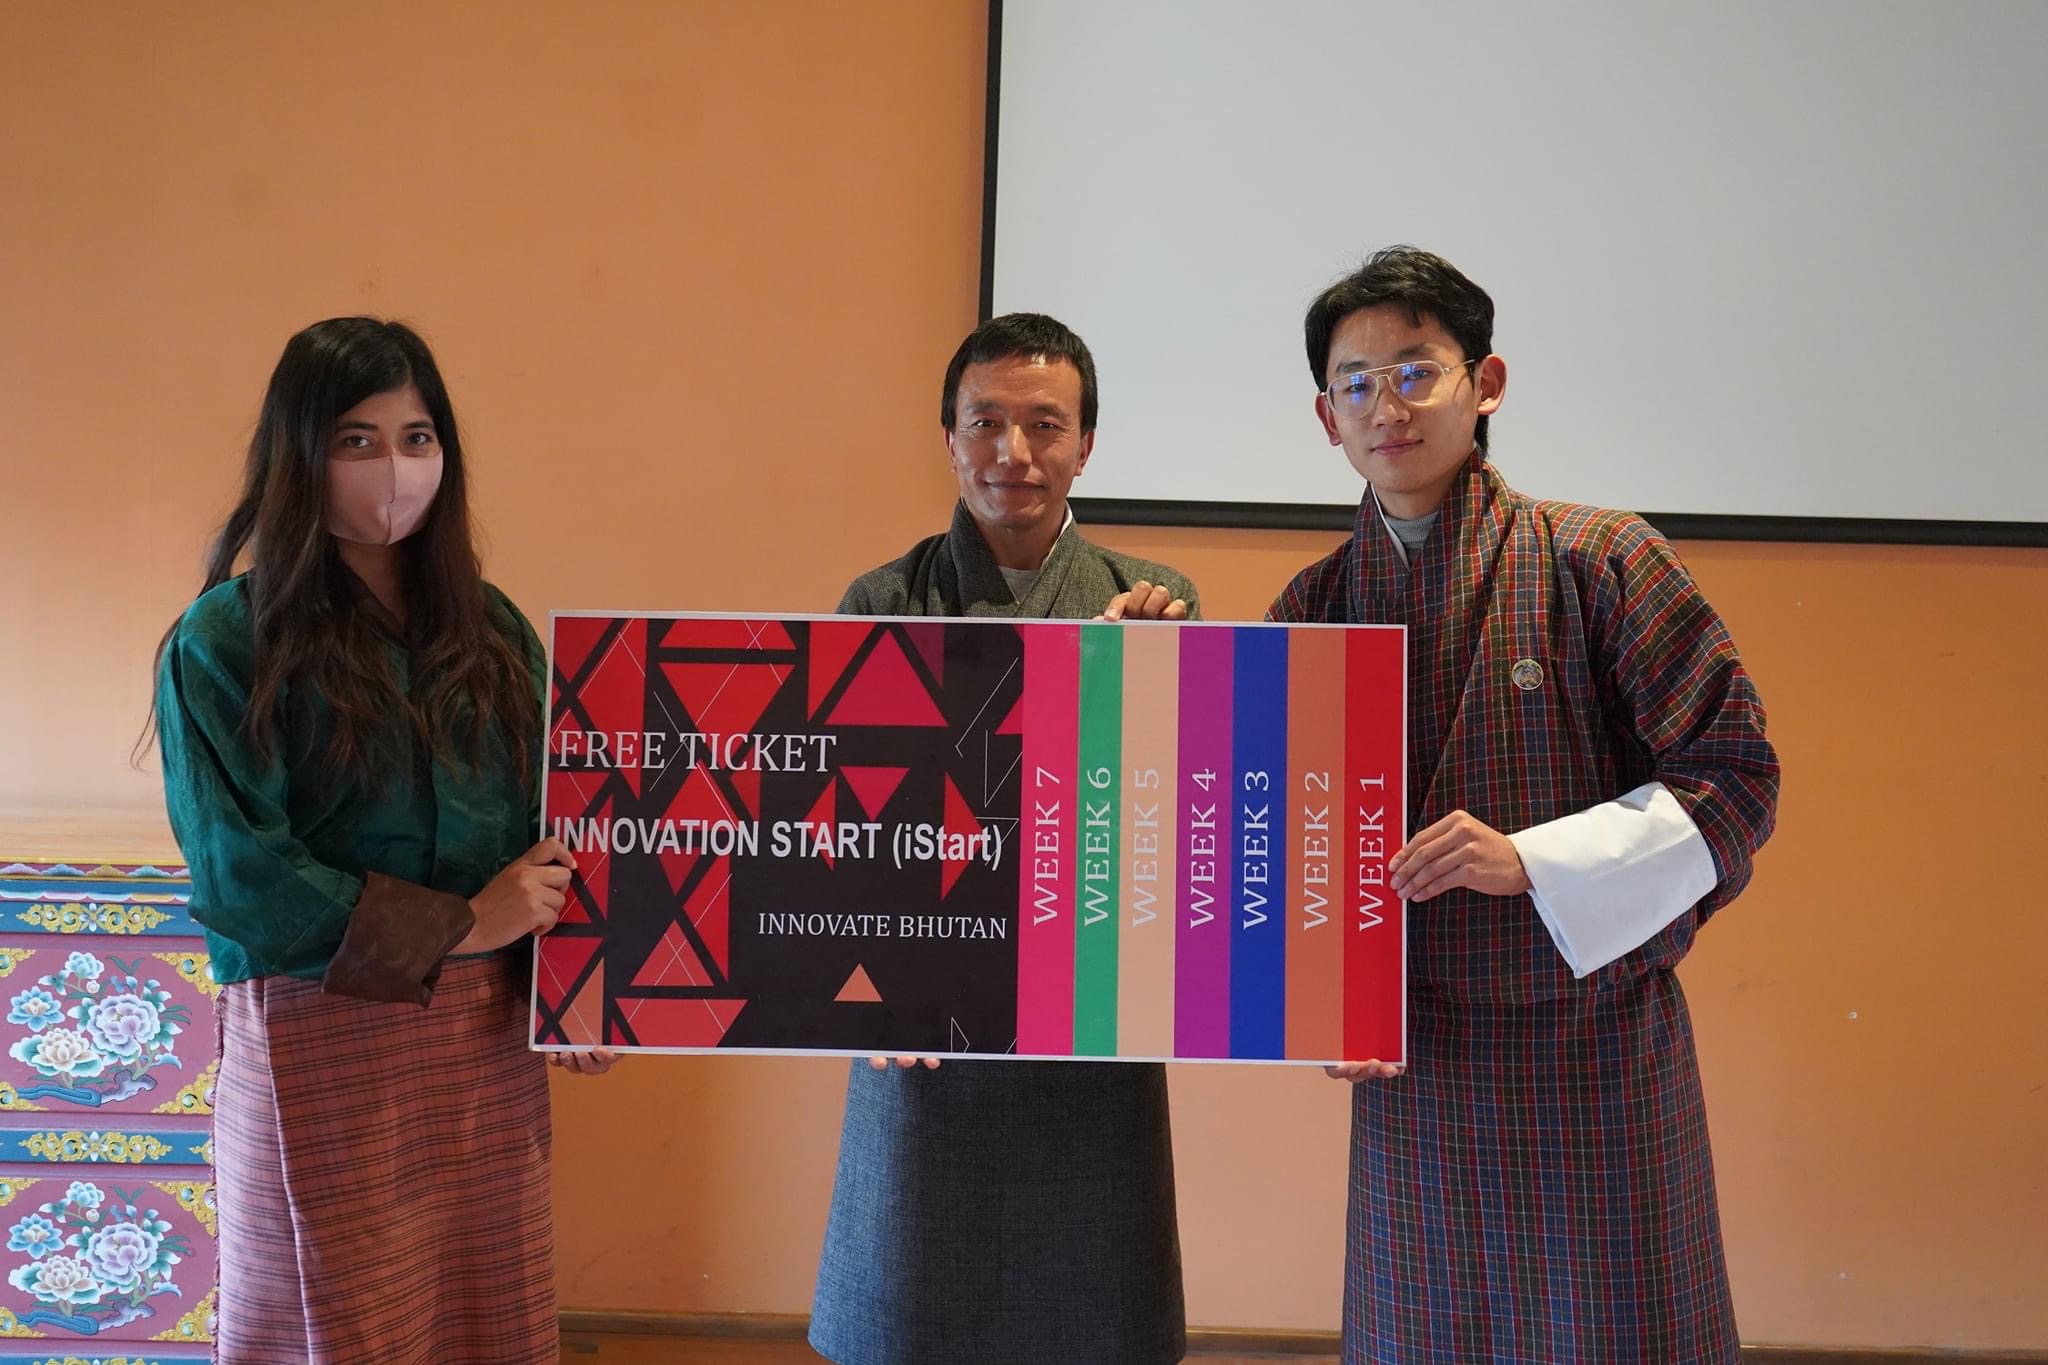 FREE TICKET
INNOVATION START (iStart)
INNOVATE BHUTAN
WEEK 7
WEEK 6
WEEK 5
WEEK 4
WEEK 3
WEEK 2
WEEK 1